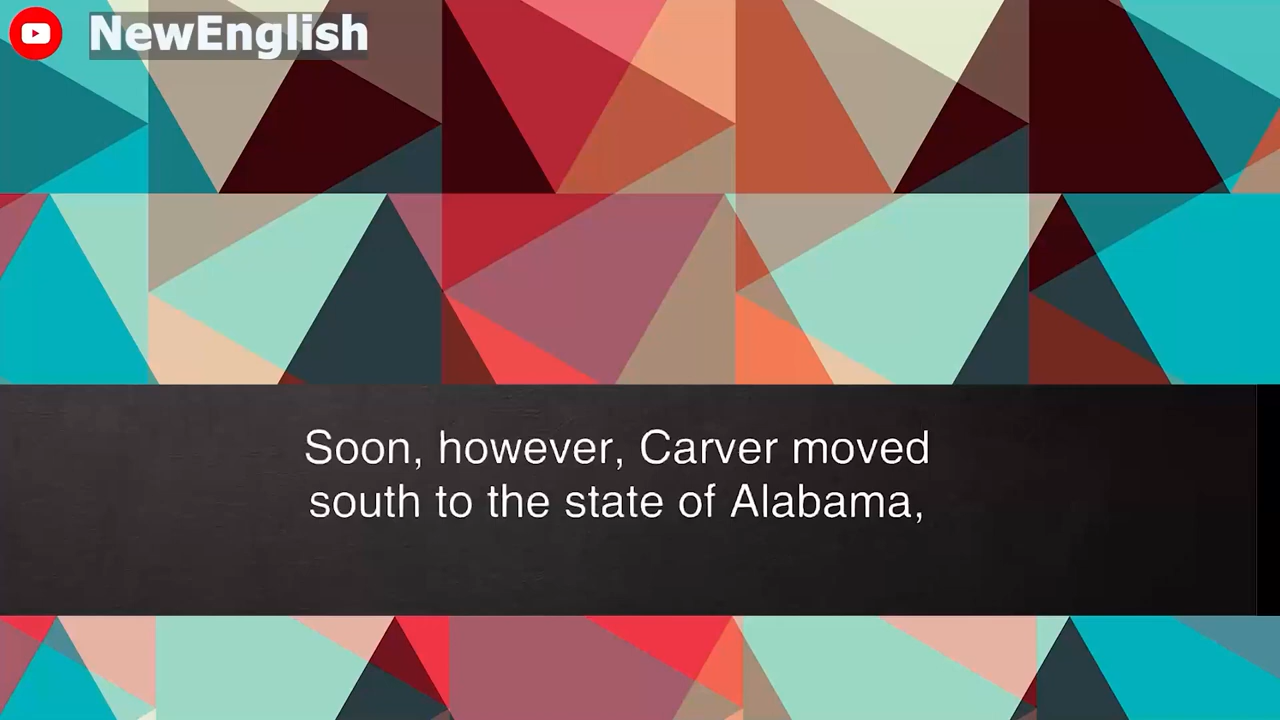 NewEnglish
Soon, however, Carver moved
south to the state of Alabama,